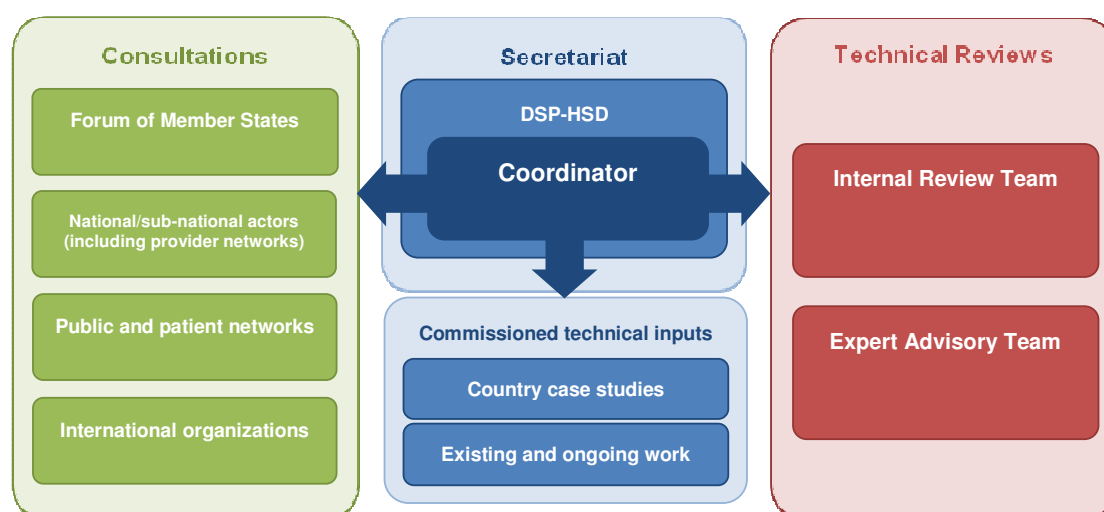 Consultations
Forum of Member States
National/sub-national actors
(including provider networks)
Public and patient networks
International organizations
Secretariat
DSP-HSD
Coordinator
Commissioned technical inputs
Country case studies
Existing and ongoing work
Technical Reviews
Internal Review Team
Expert Advisory Team